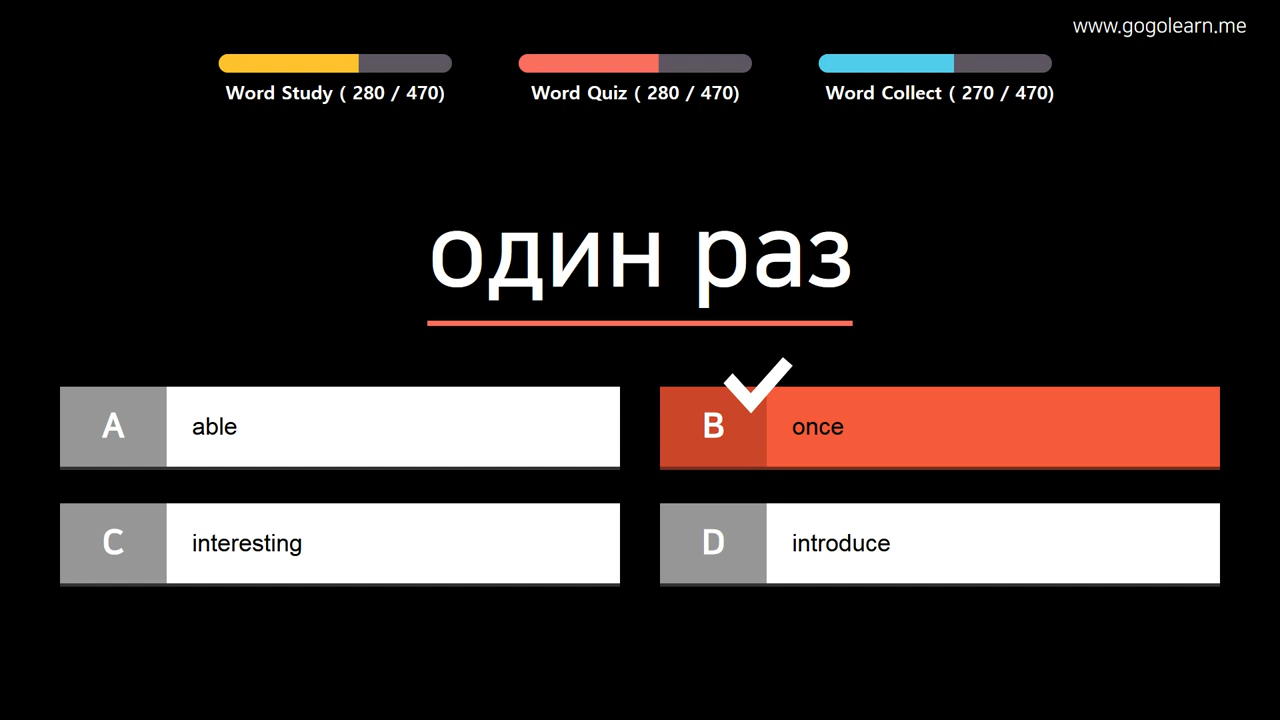 www.gogolearn.me
Word Study ( 280 / 470)
Word Quiz ( 280 / 470)
Word Collect ( 270 / 470)
один раз
A able
B once
C interesting
D introduce